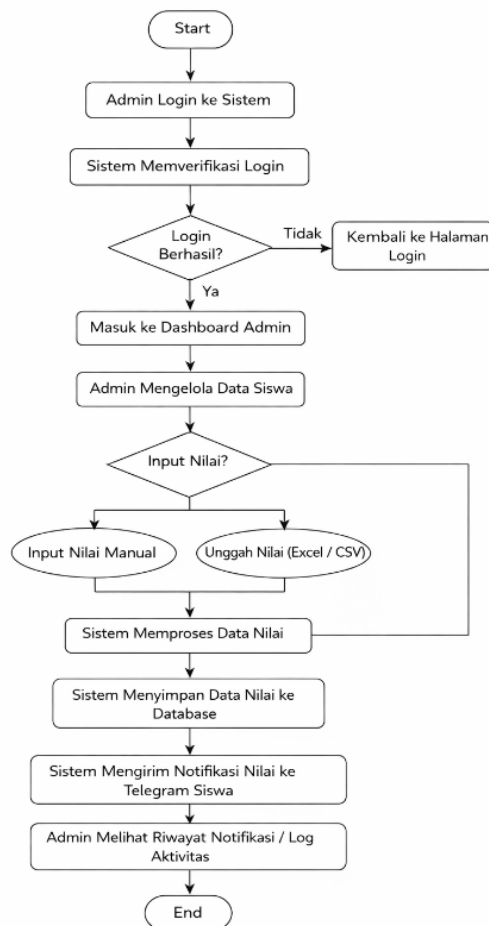 Start
Admin Login ke Sistem
Sistem Memverifikasi Login
Login
Berhasil?
Tidak
Kembali ke Halaman
Login
Ya
Masuk ke Dashboard Admin
Admin Mengelola Data Siswa
Input Nilai?
Input Nilai Manual
Unggah Nilai (Excel / CSV)
Sistem Memproses Data Nilai
Sistem Menyimpan Data Nilai ke
Database
Sistem Mengirim Notifikasi Nilai ke
Telegram Siswa
Admin Melihat Riwayat Notifikasi / Log
Aktivitas
End